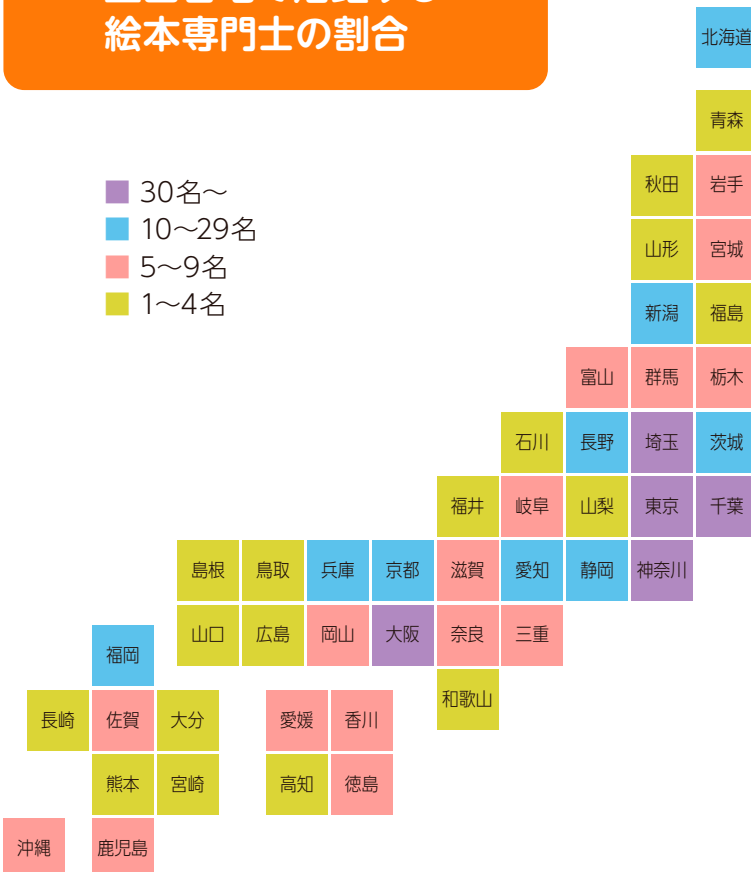 絵本専門士の割合
30名〜
10〜29名
5〜9名
1〜4名
北海道
青森
秋田 岩手
山形 宮城
新潟 福島
富山 群馬 栃木
石川 長野 埼玉 茨城
福井 岐阜 山梨 東京 千葉
島根 鳥取 兵庫 京都 滋賀 愛知 静岡 神奈川
山口 広島 岡山 大阪 奈良 三重
福岡
和歌山
長崎 佐賀 大分 愛媛 香川
熊本 宮崎 高知 徳島
沖縄 鹿児島